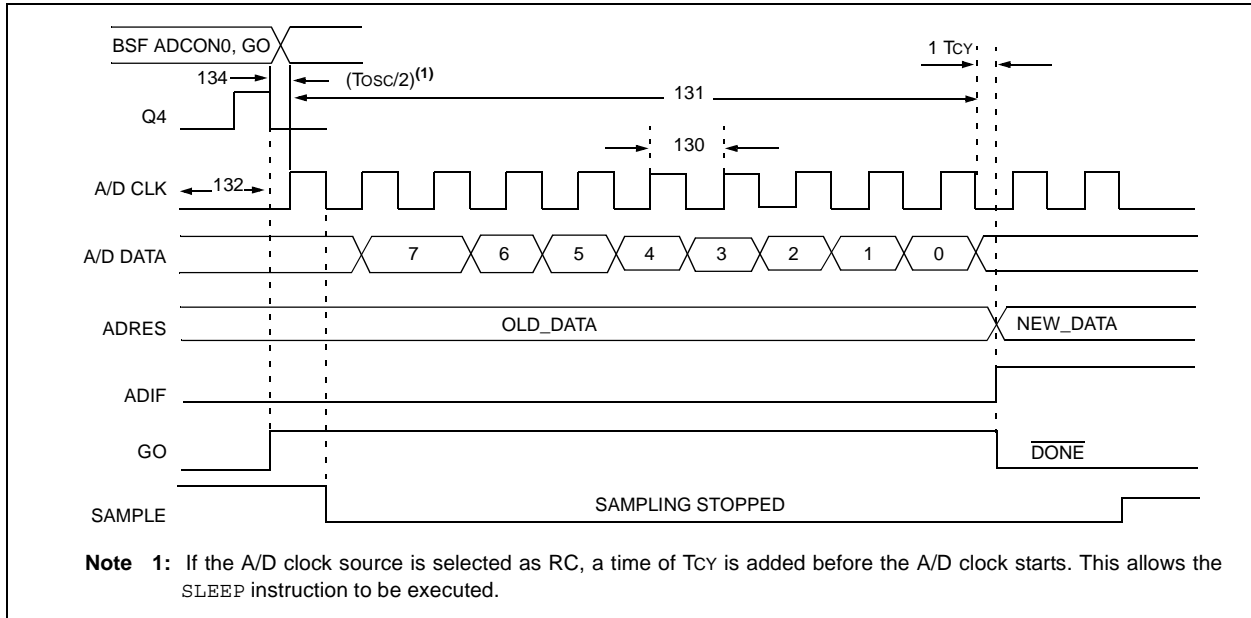 BSF ADCON0, GO
1 TCY
134
(TOSC/2)(1)
131
Q4
130
A/D CLK
132
A/D DATA
7 6 5 4 3 2 1 0
ADRES
OLD_DATA
NEW_DATA
ADIF
GO
DONE
SAMPLE
SAMPLING STOPPED
Note 1: If the A/D clock source is selected as RC, a time of TCY is added before the A/D clock starts. This allows the
SLEEP instruction to be executed.